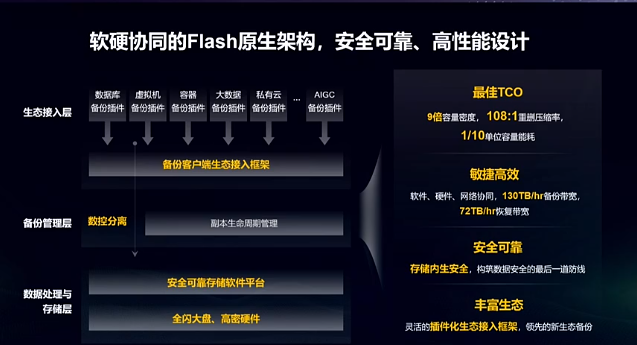 软硬协同的Flash原生架构，安全可靠、高性能设计
生态接入层
数据库
备份插件
虚拟机
备份插件
容器
备份插件
大数据
备份插件
私有云
备份插件
...
AIGC
备份插件
备份客户端生态接入框架
备份管理层
数控分离
副本生命周期管理
数据处理与
存储层
安全可靠存储软件平台
全闪大盘、高密硬件
最佳TCO
9倍容量密度，108:1重删压缩率，
1/10单位容量能耗
敏捷高效
软件、硬件、网络协同，130TB/hr备份带宽，
72TB/hr恢复带宽
安全可靠
存储内生安全，构筑数据安全的最后一道防线
丰富生态
灵活的插件化生态接入框架，领先的新生态备份